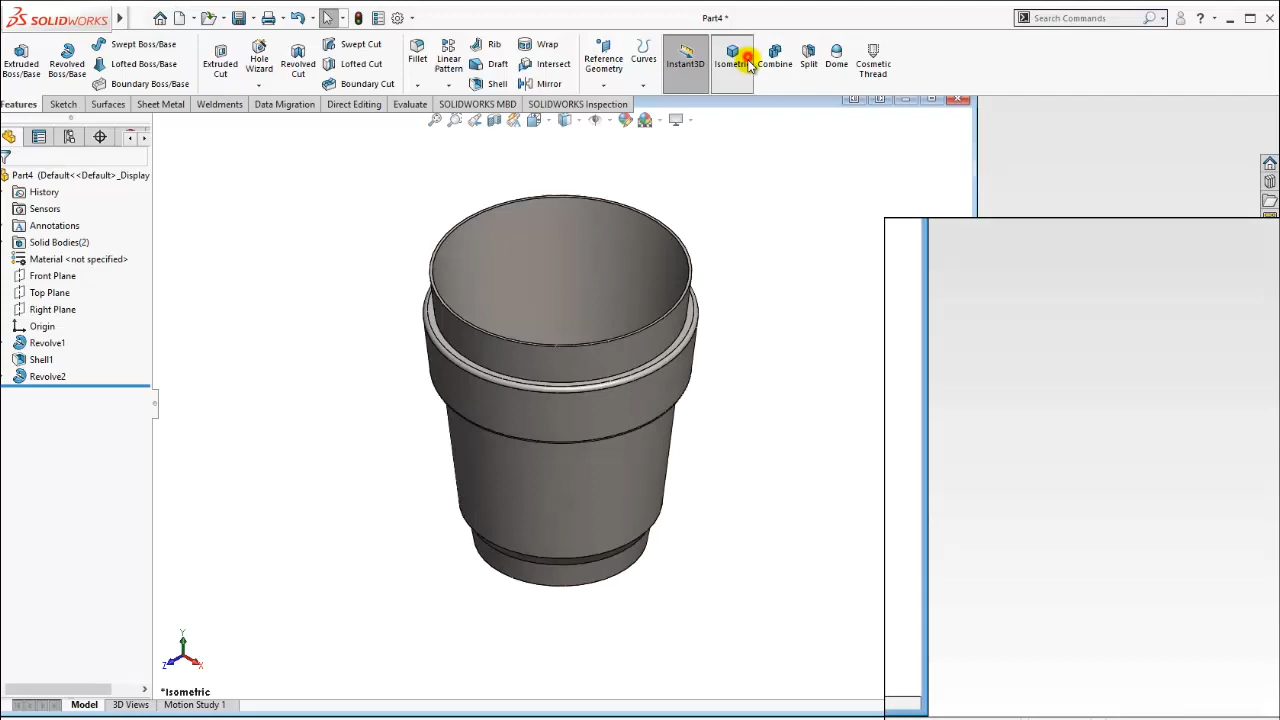 SOLIDWORKS
Part4 *
Search Commands
Extruded Boss/Base
Revolved Boss/Base
Swept Boss/Base
Lofted Boss/Base
Boundary Boss/Base
Extruded Cut
Hole Wizard
Revolved Cut
Swept Cut
Lofted Cut
Boundary Cut
Fillet
Linear Pattern
Rib
Draft
Shell
Wrap
Intersect
Mirror
Reference Geometry
Curves
Instant3D
Isometric
Combine
Split
Dome
Cosmetic Thread
Features
Sketch
Surfaces
Sheet Metal
Weldments
Data Migration
Direct Editing
Evaluate
SOLIDWORKS MBD
SOLIDWORKS Inspection
Part4 (Default<<Default>_Display
History
Sensors
Annotations
Solid Bodies(2)
Material <not specified>
Front Plane
Top Plane
Right Plane
Origin
Revolve1
Shell1
Revolve2
Y
Z
X
*Isometric
Model
3D Views
Motion Study 1